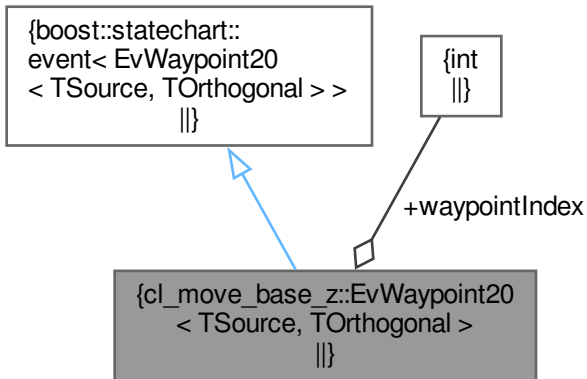 {boost::statechart::
event< EvWaypoint20
< TSource, TOrthogonal > >
||}
{int
||}
+waypointIndex
{cl_move_base_z::EvWaypoint20
< TSource, TOrthogonal >
||}